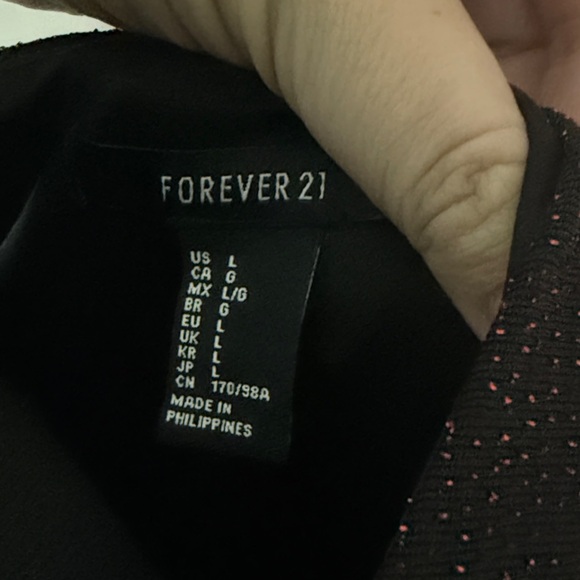 FOREVER 21
US L
CA G
MX L/G
BR G
EU L
UK L
KR L
JP L
CN 170/98A
MADE IN
PHILIPPINES